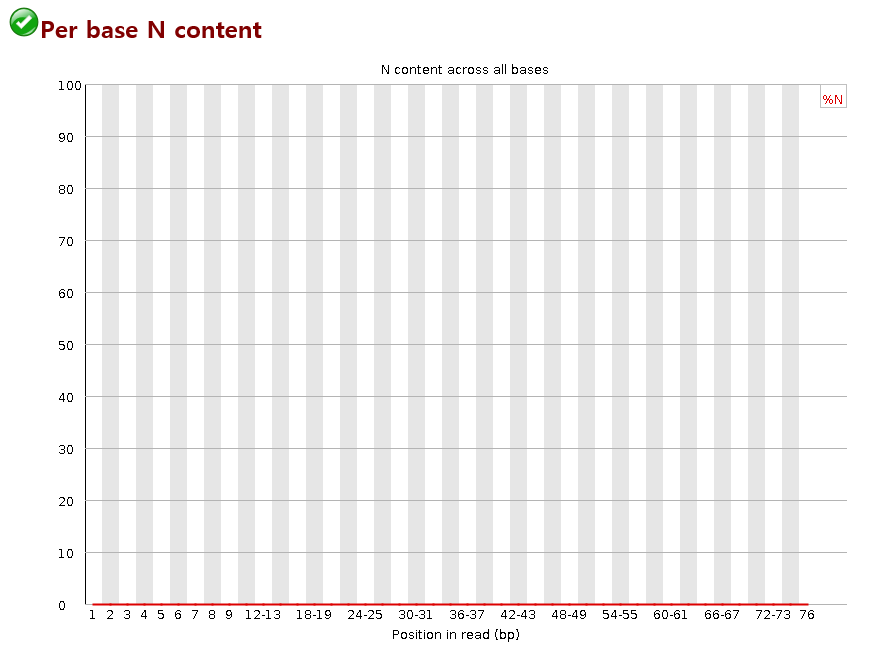 Per base N content
N content across all bases
%N
100
90
80
70
60
50
40
30
20
10
0
1 2 3 4 5 6 7 8 9 12-13 18-19 24-25 30-31 36-37 42-43 48-49 54-55 60-61 66-67 72-73 76
Position in read (bp)